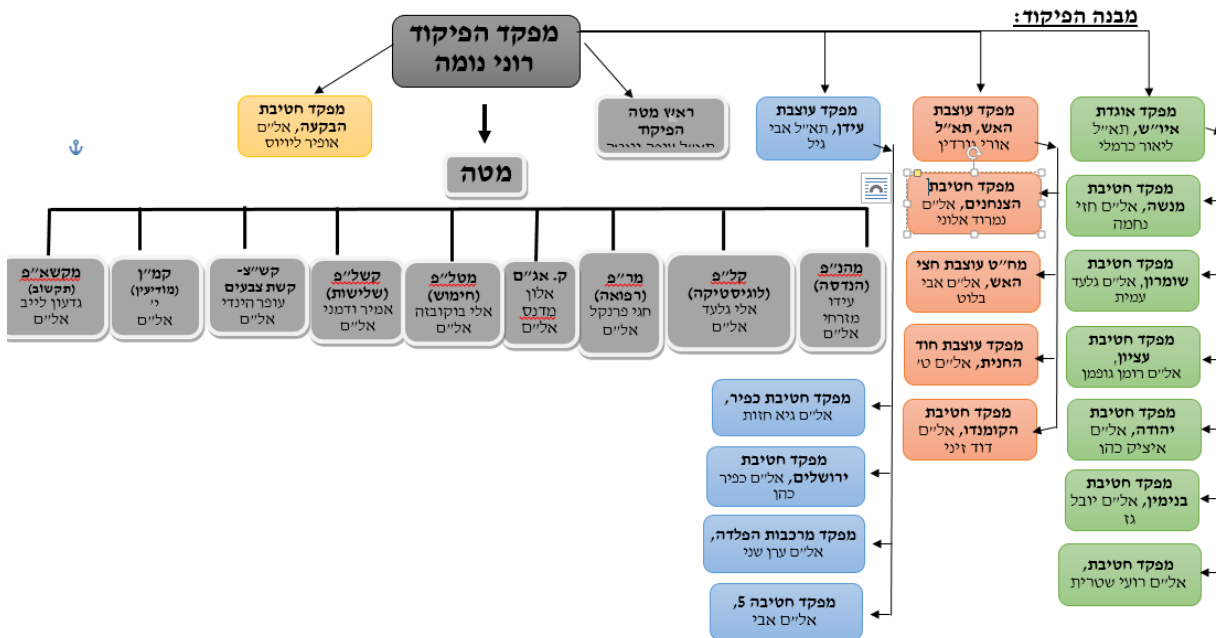 מבנה הפיקוד:
מפקד הפיקוד
רוני נומה
מפקד אוגדת
איו״ש, תא״ל
ליאור כרמלי
מפקד עוצבת
האש, תא״ל
אורי
מפקד עוצבת
עידן, תא״ל אבי
גיל
ראש מטה
הפיקוד
מפקד חטיבת
הבקעה, אל״ם
אופיר ליויוס
מטה
מפקד חטיבת
מנשה, אל״ם חזי
נחמה
מפקד חטיבת
שומרון, אל״ם גלעד
עמית
מפקד חטיבת
עציון,
אל״ם רומן גופמן
מפקד חטיבת
יהודה, אל״ם
איציק כהן
מפקד חטיבת
בנימין, אל״ם יובל
גז
מפקד חטיבת,
אל״ם רועי שטרית
מפקד חטיבת
הצנחנים, אל״ם
נמרוד אלוני
מח״ט עוצבת חצי
האש, אל״ם אבי
בלוט
מפקד עוצבת חוד
החנית, אל״ם ט׳
מפקד חטיבת
הקומנדו, אל״ם
דוד זיני
מפקד חטיבת כפיר,
אל״ם גיא חזות
מפקד חטיבת
ירושלים, אל״ם כפיר
כהן
מפקד מרכבות הפלדה,
אל״ם ערן שני
מפקד חטיבה 5,
אל״ם אבי
מהנ״פ
(הנדסה)
עידו
מזרחי
אל״ם
קל״פ
(לוגיסטיקה)
אלי גלעד
אל״ם
מר״פ
(רפואה)
חגי פרנקל
אל״ם
ק. אג״ם
אלון
מדנס
אל״ם
מטל״פ
(חימוש)
אלי בוקובזה
אל״ם
קשל״פ
(שלישות)
אמיר ודמני
אל״ם
קש״צ-
קשת צבעים
עופר הינדי
אל״ם
קמ״ן
(מודיעין)
י׳
אל״ם
מקשא״פ
(תקשוב)
גדעון לייב
אל״ם